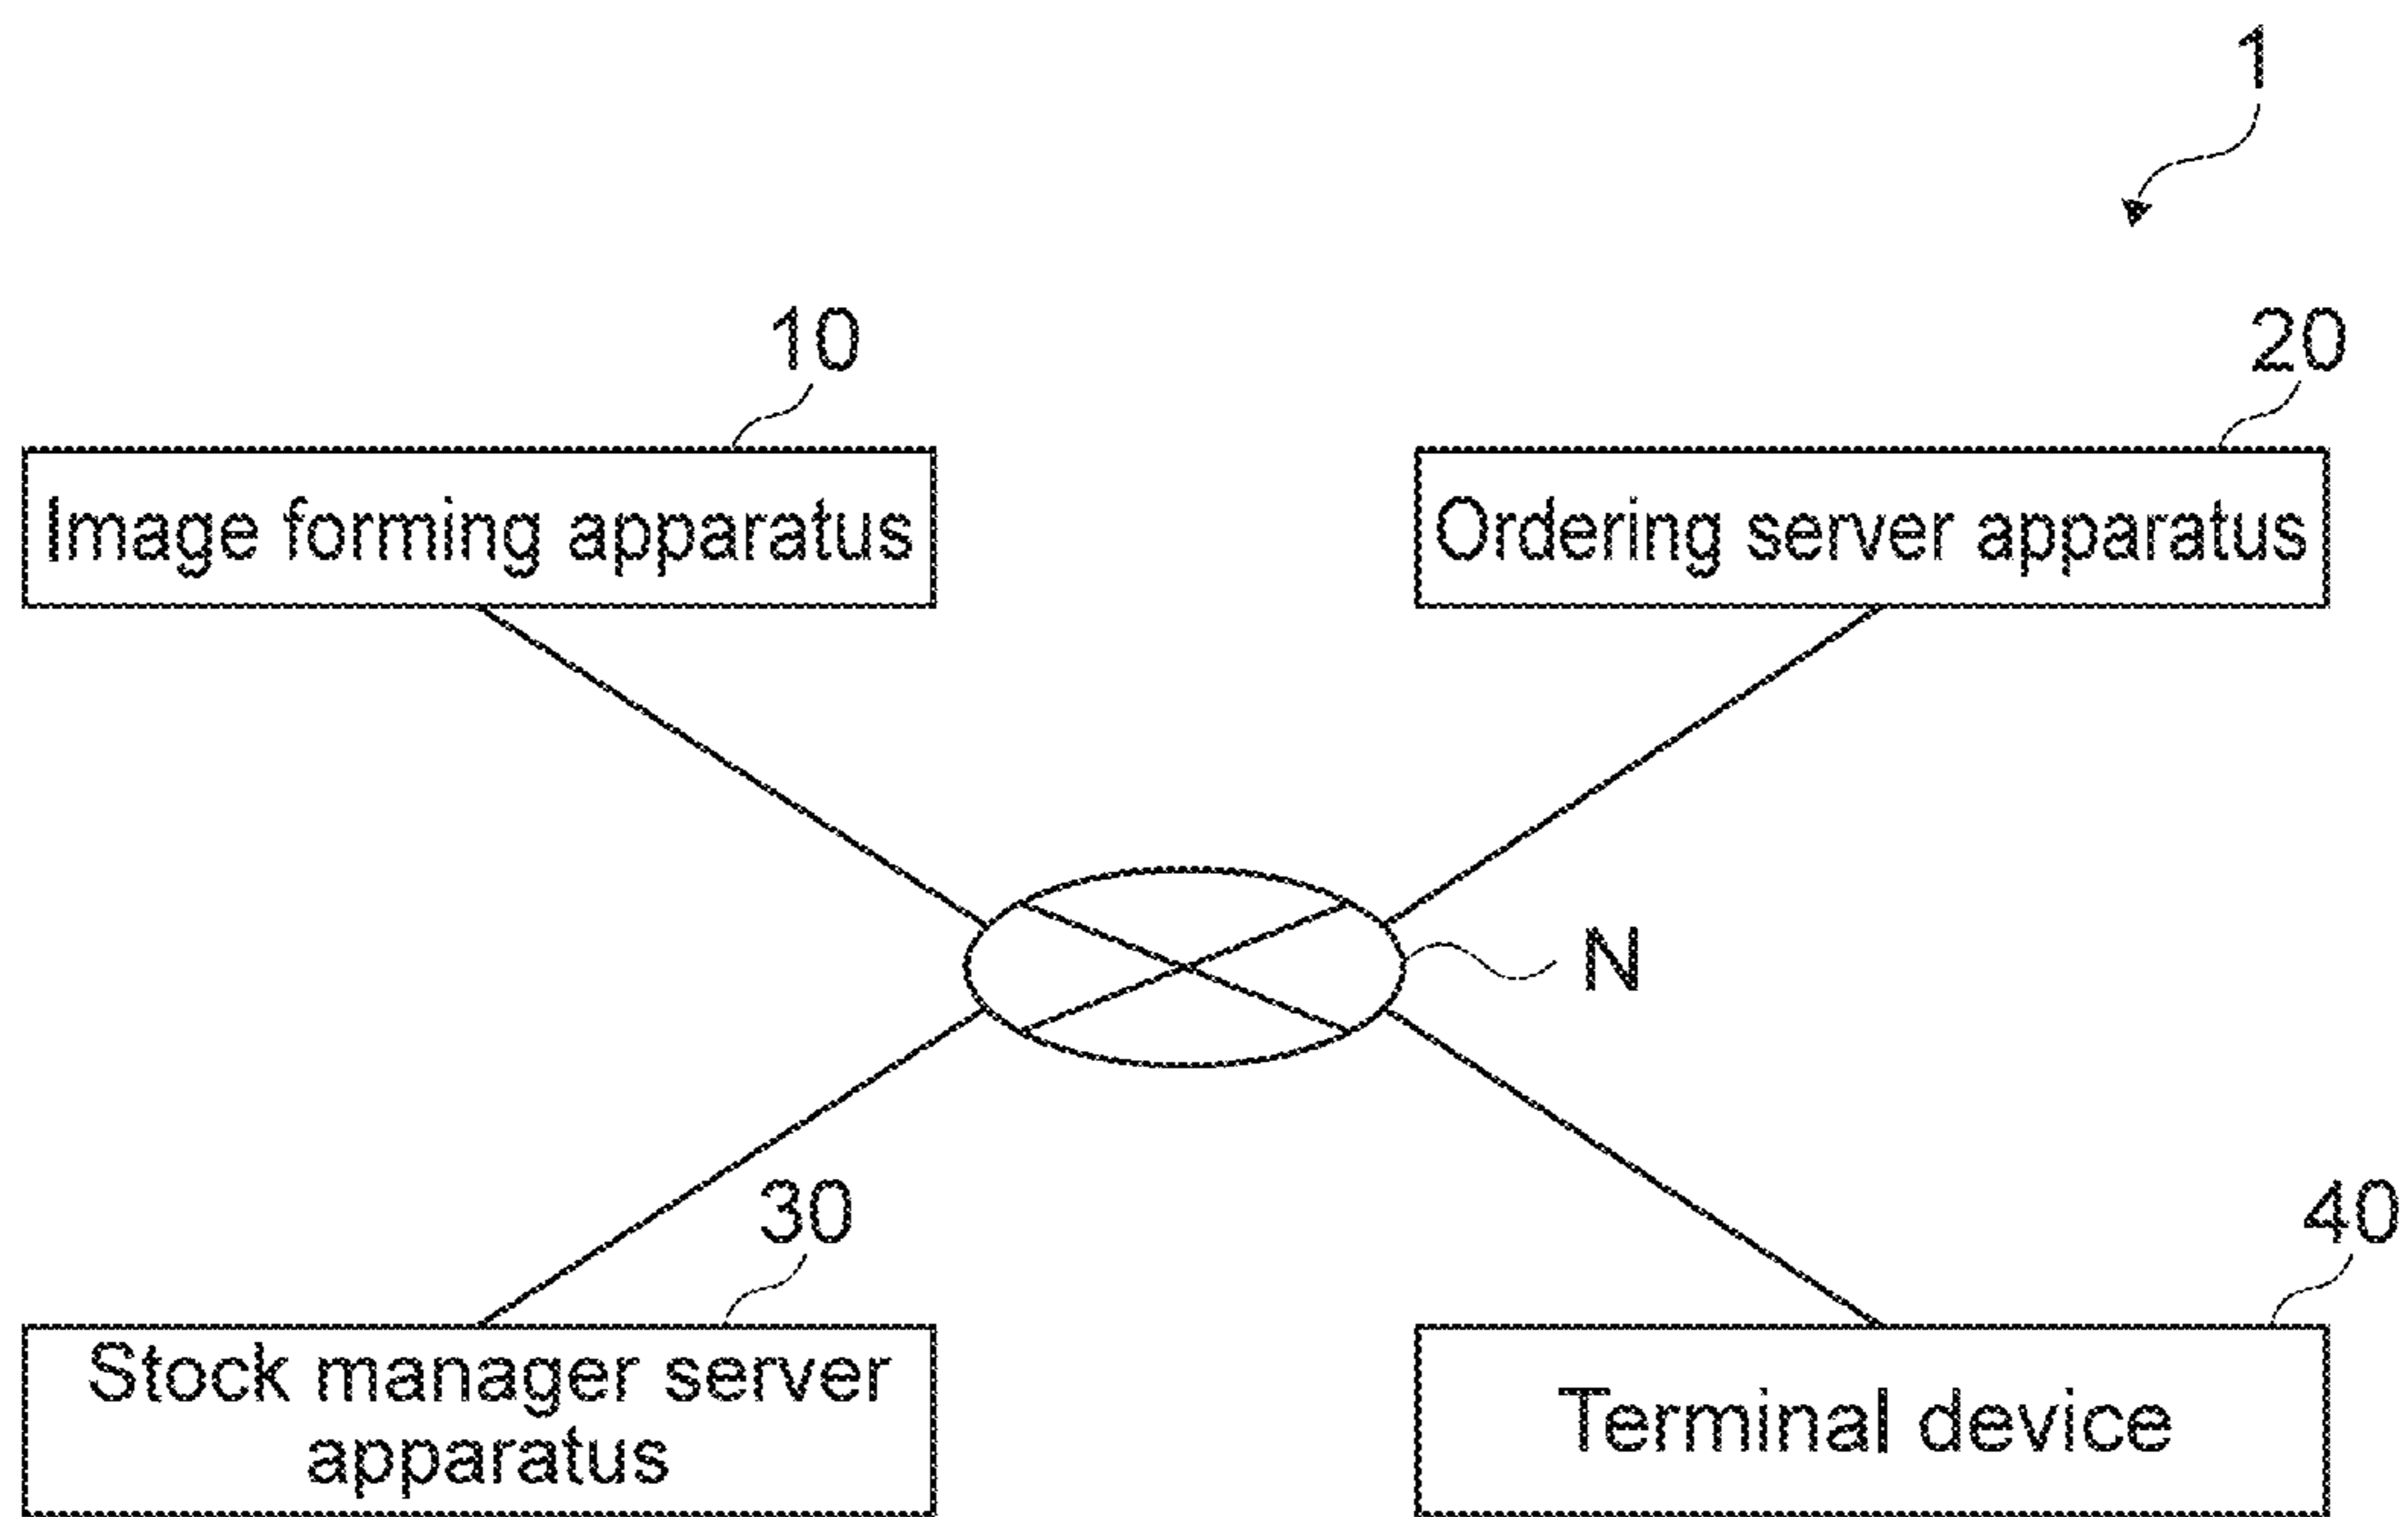 1
10
20
Image forming apparatus
Ordering server apparatus
N
30
40
Stock manager server
apparatus
Terminal device